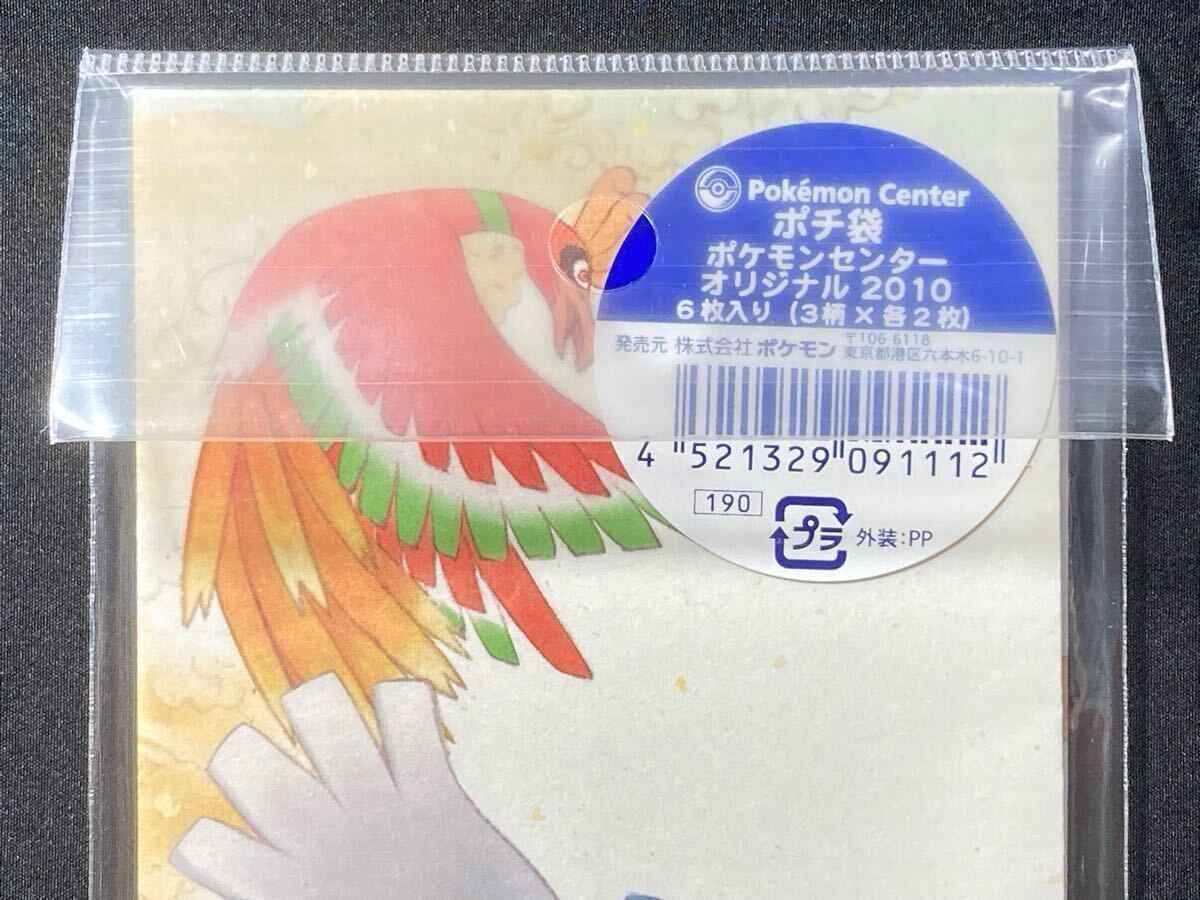 Pokémon Center
ポチ袋
ポケモンセンター
オリジナル 2010
6枚入り (3柄×各2枚)
発売元 株式会社 ポケモン 〒106-6118
東京都港区六本木6-10-1
4 521329 091112
190
プラ 外装:PP